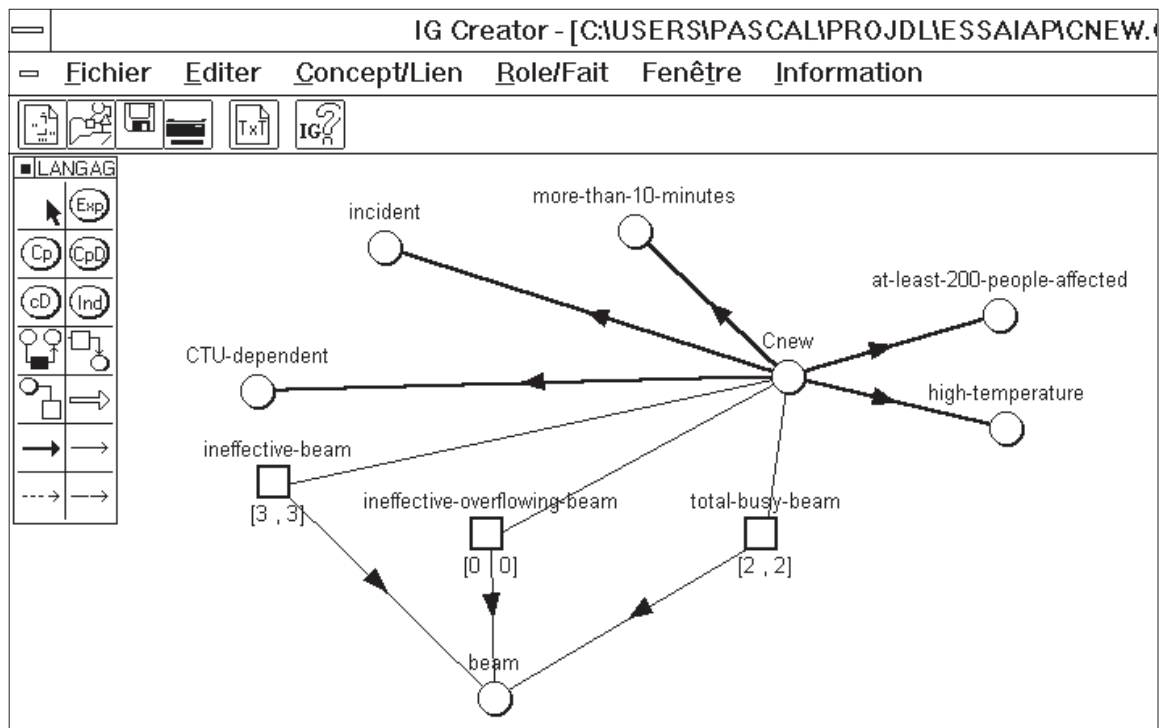 IG Creator - [C:\USERS\PASCAL\PROJDL\ESSAIAP\CNEW.
Fichier Editer Concept/Lien Role/Fait Fenêtre Information
TxT IG?
LANGAG
Exp
Cp CpD
cD Ind
more-than-10-minutes
incident
at-least-200-people-affected
Cnew
CTU-dependent
high-temperature
ineffective-beam
ineffective-overflowing-beam total-busy-beam
[3 , 3]
[0 0] [2 , 2]
beam